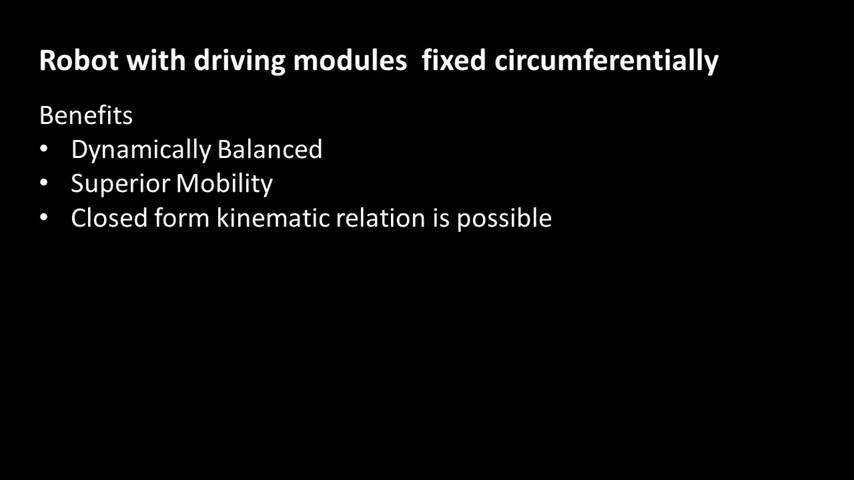 Robot with driving modules  fixed circumferentially
Benefits
• Dynamically Balanced
• Superior Mobility
• Closed form kinematic relation is possible